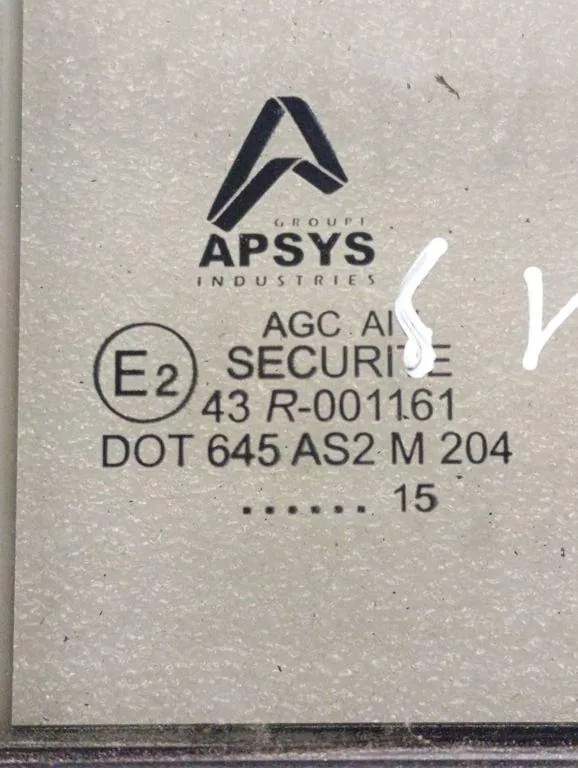 GROUPE
APSYS
INDUSTRIES
AGC
E2
SECURITE
43 R-001161
DOT 645 AS2 M 204
...... 15